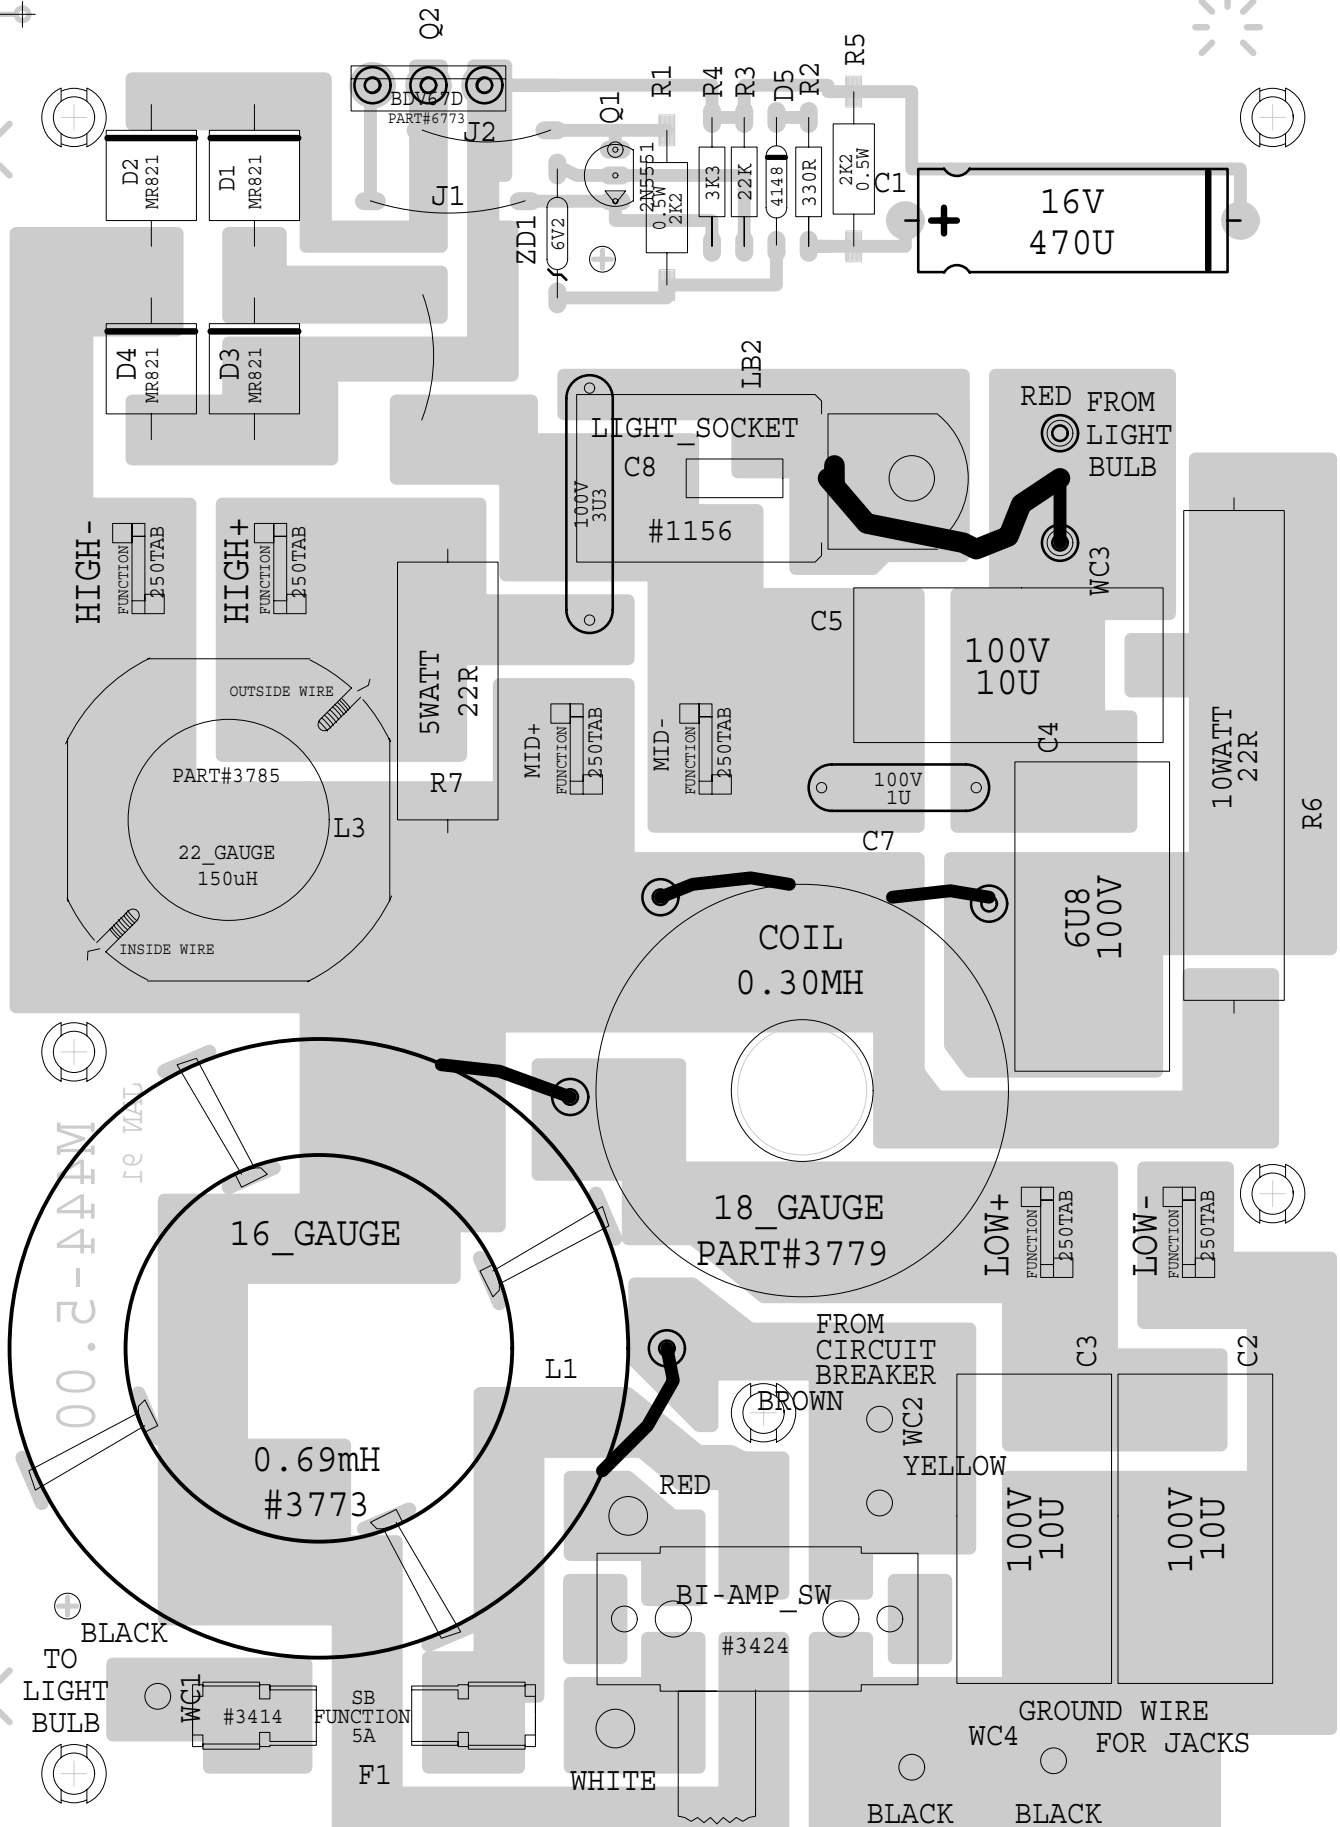 Q2
BDV67D
PART#6773
J2
J1
Q1
2N5551
R1
0.5W
2K2
R4
3K3
R3
22K
D5
4148
R2
330R
R5
2K2
0.5W
C1
+
16V
470U
ZD1
6V2
D2
MR821
D1
MR821
D4
MR821
D3
MR821
LB2
LIGHT_SOCKET
C8
100V
3U3
#1156
RED
FROM
LIGHT
BULB
WC3
HIGH-
FUNCTION
250TAB
HIGH+
FUNCTION
250TAB
5WATT
22R
R7
C5
100V
10U
C4
OUTSIDE WIRE
PART#3785
22_GAUGE
150uH
L3
INSIDE WIRE
MID+
FUNCTION
250TAB
MID-
FUNCTION
250TAB
100V
1U
C7
6U8
100V
10WATT
22R
R6
COIL
0.30MH
18_GAUGE
PART#3779
JAN 91
M444-5.00
16_GAUGE
0.69mH
#3773
L1
LOW+
FUNCTION
250TAB
LOW-
FUNCTION
250TAB
FROM
CIRCUIT
BREAKER
BROWN
WC2
YELLOW
C3
100V
10U
C2
100V
10U
RED
BI-AMP_SW
#3424
WHITE
BLACK
TO
LIGHT
BULB
WC1
#3414
SB
FUNCTION
5A
F1
GROUND WIRE
FOR JACKS
WC4
BLACK
BLACK